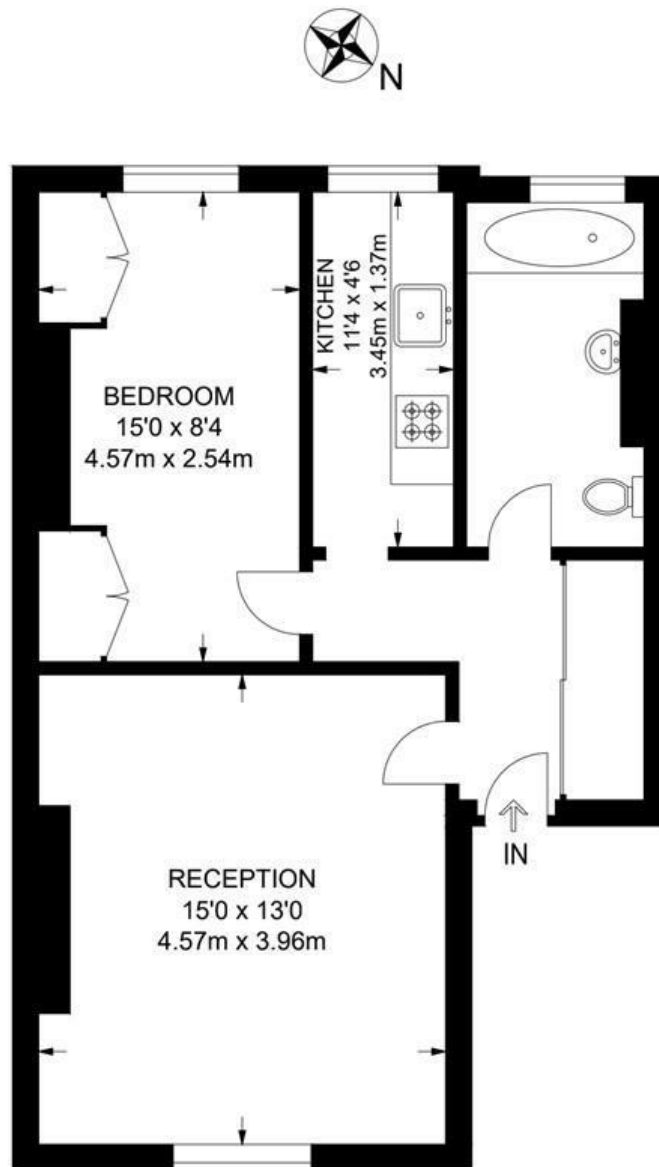 N
KITCHEN
11'4 x 4'6
3.45m x 1.37m
BEDROOM
15'0 x 8'4
4.57m x 2.54m
RECEPTION
15'0 x 13'0
4.57m x 3.96m
IN